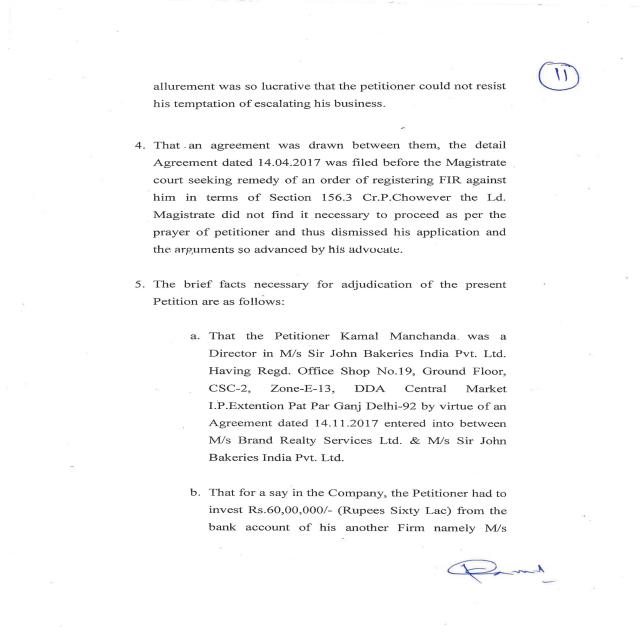 11
allurement was so lucrative that the petitioner could not resist
his temptation of escalating his business.
4. That an agreement was drawn between them, the detail
Agreement dated 14.04.2017 was filed before the Magistrate
court seeking remedy of an order of registering FIR against
him in terms of Section 156.3 Cr.P.Chowever the Ld.
Magistrate did not find it necessary to proceed as per the
prayer of petitioner and thus dismissed his application and
the arguments so advanced by his advocate.
5. The brief facts necessary for adjudication of the present
Petition are as follows:
a. That the Petitioner Kamal Manchanda was a
Director in M/s Sir John Bakeries India Pvt. Ltd.
Having Regd. Office Shop No.19, Ground Floor,
CSC-2, Zone-E-13, DDA Central Market
I.P.Extention Pat Par Ganj Delhi-92 by virtue of an
Agreement dated 14.11.2017 entered into between
M/s Brand Realty Services Ltd. & M/s Sir John
Bakeries India Pvt. Ltd.
b. That for a say in the Company, the Petitioner had to
invest Rs.60,00,000/- (Rupees Sixty Lac) from the
bank account of his another Firm namely M/s